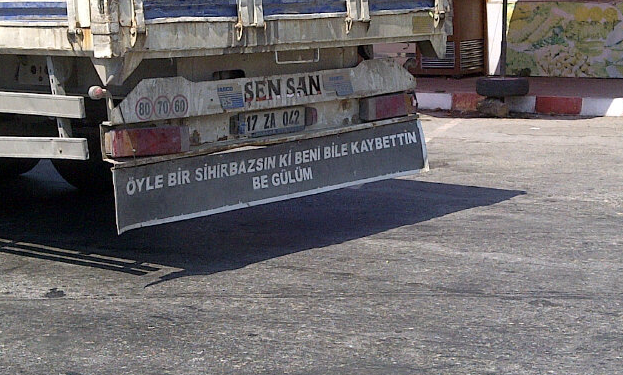 ŞEN SAN
80 70 60
17 ZA 042
ÖYLE BİR SİHİRBAZSIN Kİ BENİ BİLE KAYBETTİN
BE GÜLÜM